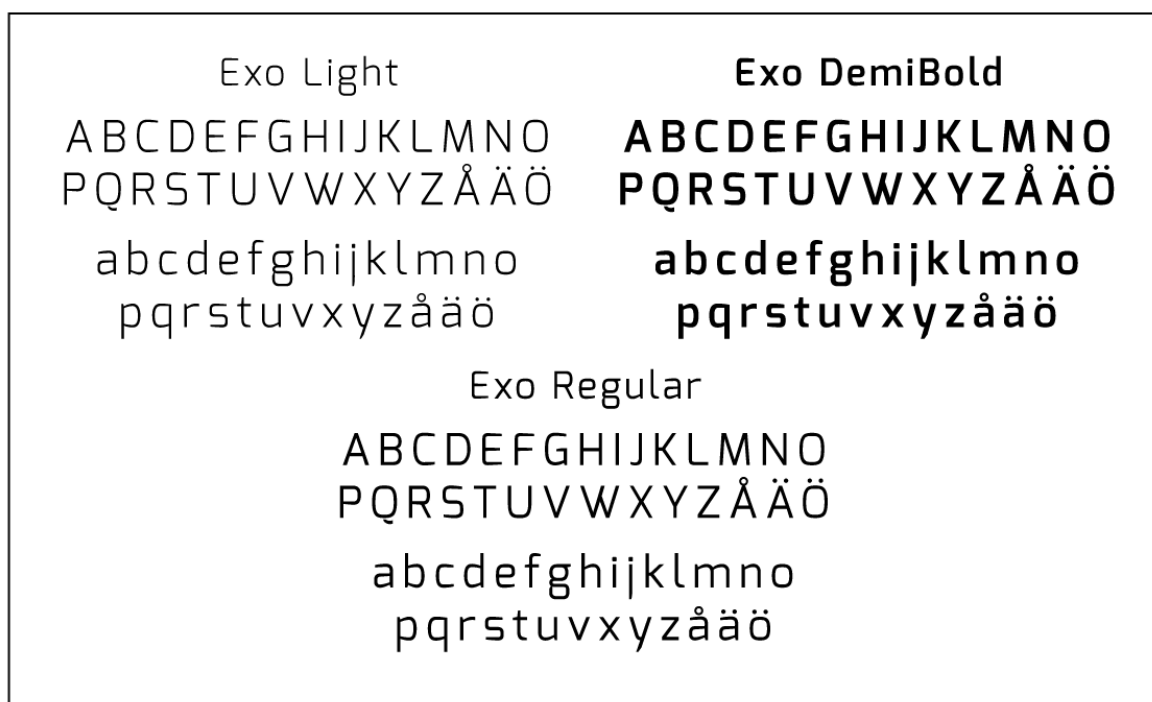 Exo Light
ABCDEFGHIJKLMNO
PQRSTUVWXYZÅÄÖ
abcdefghijklmno
pqrstuvxyzåäö
Exo DemiBold
ABCDEFGHIJKLMNO
PQRSTUVWXYZÅÄÖ
abcdefghijklmno
pqrstuvxyzåäö
Exo Regular
ABCDEFGHIJKLMNO
PQRSTUVWXYZÅÄÖ
abcdefghijklmno
pqrstuvxyzåäö